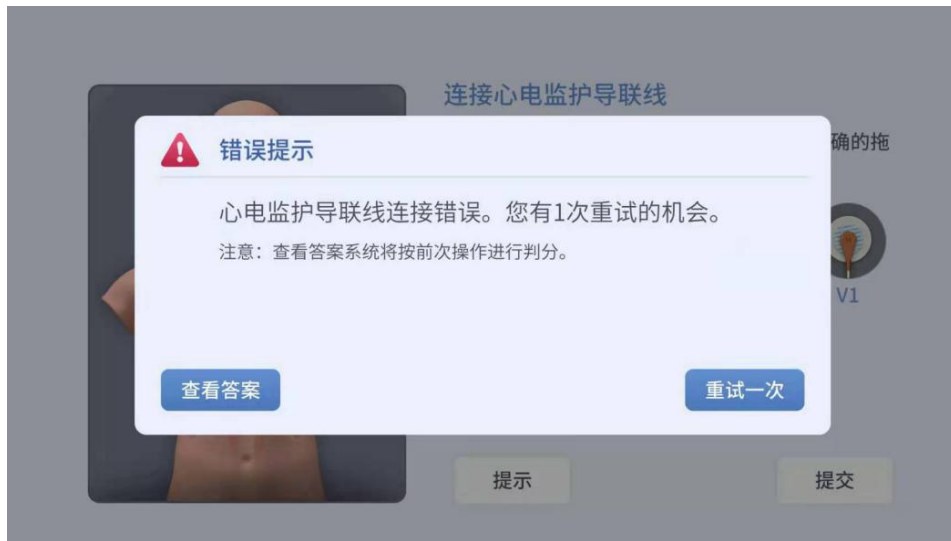 连接心电监护导联线
确的拖
错误提示
心电监护导联线连接错误。您有1次重试的机会。
注意：查看答案系统将按前次操作进行判分。
V1
查看答案
重试一次
提示
提交